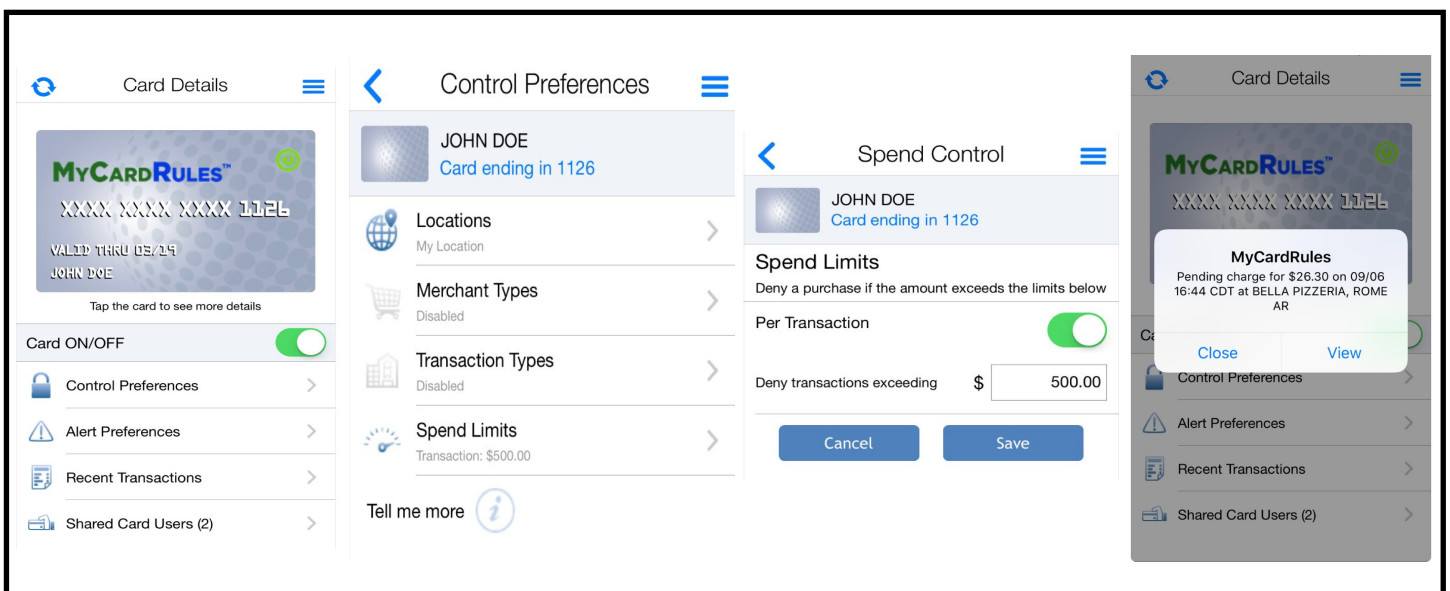 Card Details
MYCARDRULES™
XXXX XXXX XXXX 1126
VALID THRU 03/19
JOHN DOE
Tap the card to see more details
Card ON/OFF
Control Preferences
Alert Preferences
Recent Transactions
Shared Card Users (2)
Control Preferences
JOHN DOE
Card ending in 1126
Locations
My Location
Merchant Types
Disabled
Transaction Types
Disabled
Spend Limits
Transaction: $500.00
Tell me more i
Spend Control
JOHN DOE
Card ending in 1126
Spend Limits
Deny a purchase if the amount exceeds the limits below
Per Transaction
Deny transactions exceeding $ 500.00
Cancel Save
Card Details
MYCARDRULES™
XXXX XXXX XXXX 1126
MyCardRules
Pending charge for $26.30 on 09/06
16:44 CDT at BELLA PIZZERIA, ROME
AR
Close View
Control Preferences
Alert Preferences
Recent Transactions
Shared Card Users (2)